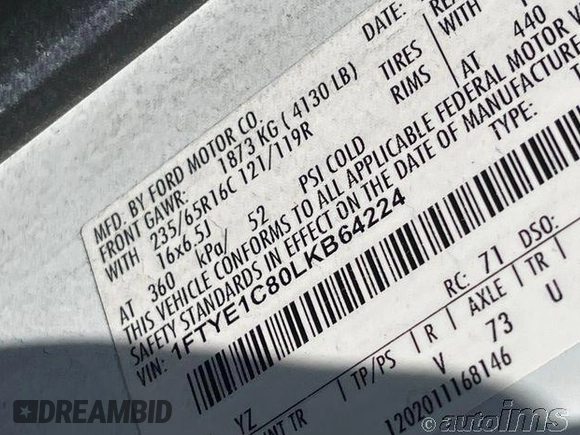 DATE:
MFD. BY FORD MOTOR CO.
FRONT GAWR: 1873 KG ( 4130 LB)
WITH 235/65R16C 121/119R TIRES
16x6.5J RIMS
AT 360 kPa/ 52 PSI COLD
WITH
AT 440
THIS VEHICLE CONFORMS TO ALL APPLICABLE FEDERAL MOTOR
SAFETY STANDARDS IN EFFECT ON THE DATE OF MANUFACTURE
VIN: 1FTYE1C80LKB64224
TYPE:
YZ
RC: 71 DSO:
INT TR TP/PS R AXLE TR
V 73 U
1202011168146
DREAMBID
autoims